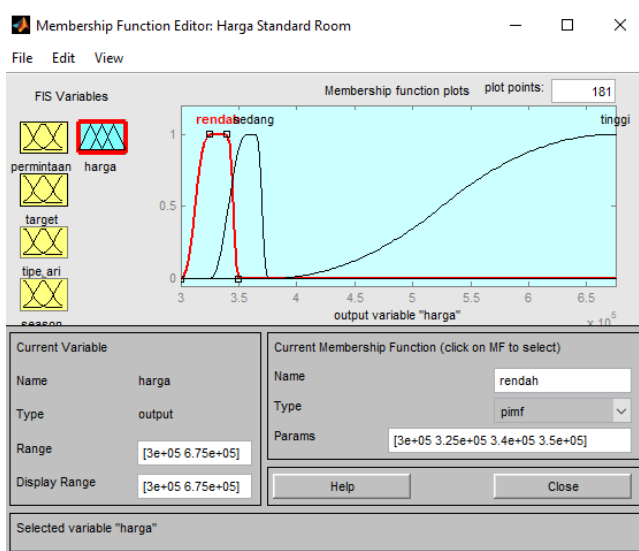 Membership Function Editor: Harga Standard Room
File Edit View
FIS Variables
Membership function plots
plot points:
181
permintaan
harga
target
tipe_ari
season
rendah
sedang
tinggi
1
0.5
0
3 3.5 4 4.5 5 5.5 6 6.5
output variable "harga"
x 10^5
Current Variable
Name harga
Type output
Range [3e+05 6.75e+05]
Display Range [3e+05 6.75e+05]
Current Membership Function (click on MF to select)
Name rendah
Type pimf
Params [3e+05 3.25e+05 3.4e+05 3.5e+05]
Help Close
Selected variable "harga"